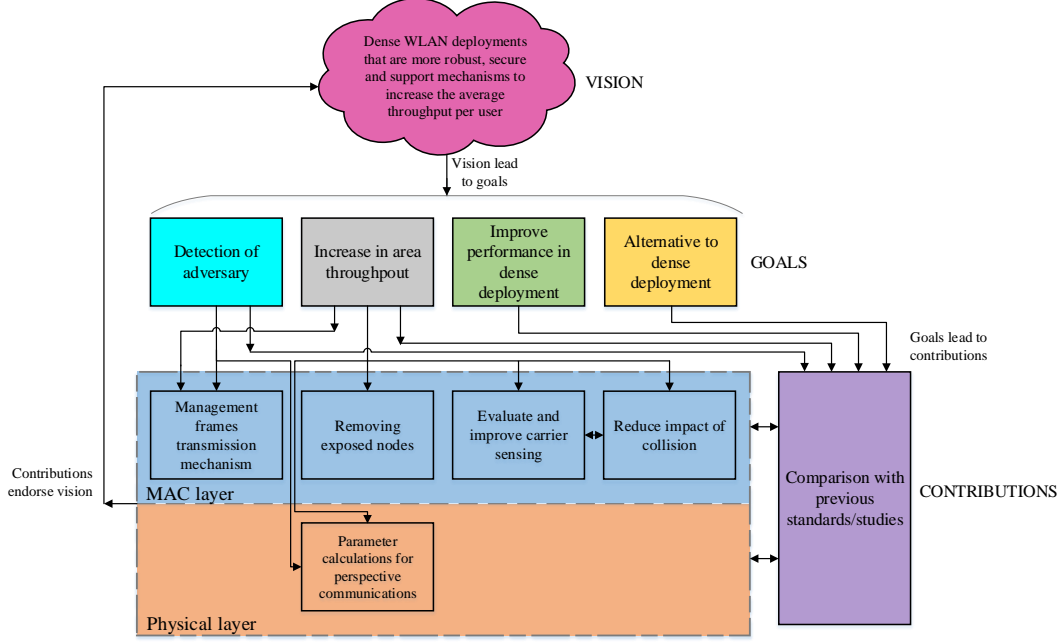 Dense WLAN deployments
that are more robust, secure
and support mechanisms to
increase the average
throughput per user
VISION
Vision lead
to goals
Detection of
adversary
Increase in area
throughpout
Improve
performance in
dense
deployment
Alternative to
dense
deployment
GOALS
Goals lead to
contributions
Management
frames
transmission
mechanism
Removing
exposed nodes
Evaluate and
improve carrier
sensing
Reduce impact of
collision
MAC layer
Contributions
endorse vision
Comparison with
previous
standards/studies
CONTRIBUTIONS
Parameter
calculations for
perspective
communications
Physical layer